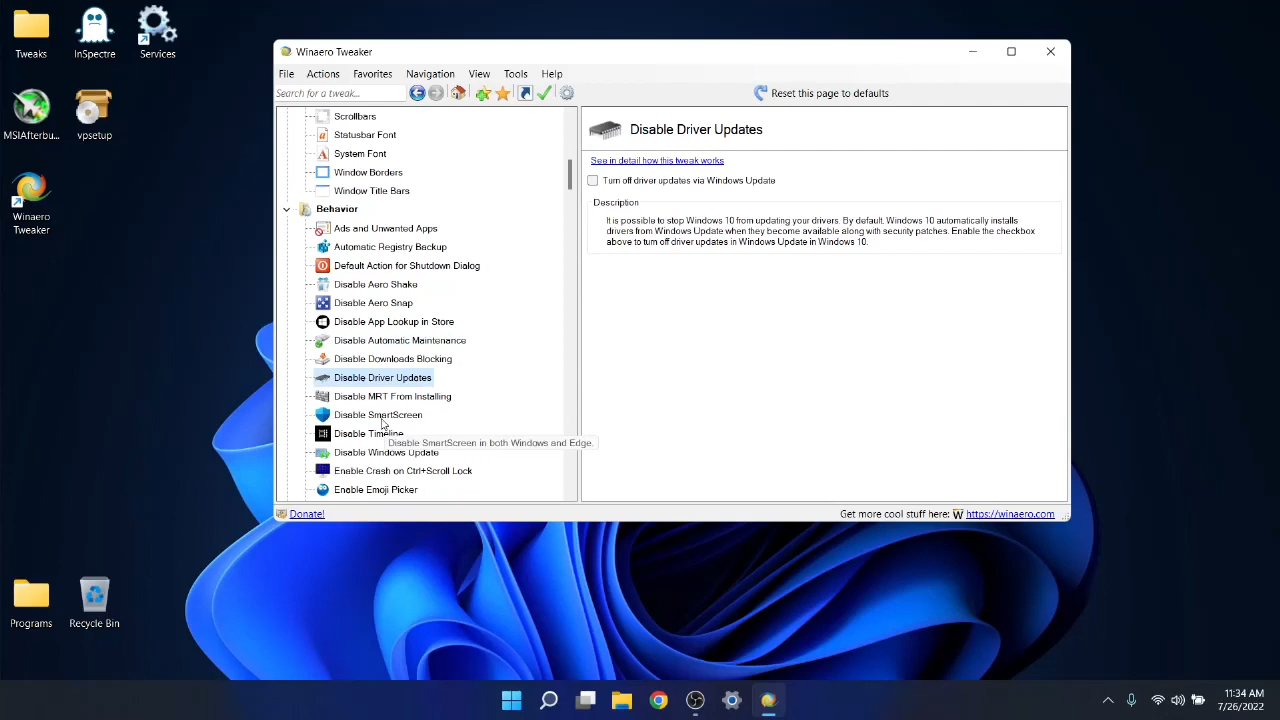 Tweaks
InSpectre
Services
MSIAfterbu...
vpsetup
Winaero
Tweaker
Programs
Recycle Bin
Winaero Tweaker
File Actions Favorites Navigation View Tools Help
Search for a tweak...
Reset this page to defaults
Scrollbars
Statusbar Font
System Font
Window Borders
Window Title Bars
Behavior
Ads and Unwanted Apps
Automatic Registry Backup
Default Action for Shutdown Dialog
Disable Aero Shake
Disable Aero Snap
Disable App Lookup in Store
Disable Automatic Maintenance
Disable Downloads Blocking
Disable Driver Updates
Disable MRT From Installing
Disable SmartScreen
Disable Timeline
Disable SmartScreen in both Windows and Edge.
Disable Windows Update
Enable Crash on Ctrl+Scroll Lock
Enable Emoji Picker
Disable Driver Updates
See in detail how this tweak works
Turn off driver updates via Windows Update
Description
It is possible to stop Windows 10 from updating your drivers. By default, Windows 10 automatically installs
drivers from Windows Update when they become available along with security patches. Enable the checkbox
above to turn off driver updates in Windows Update in Windows 10.
Donate!
Get more cool stuff here: W https://winaero.com
11:34 AM
7/26/2022